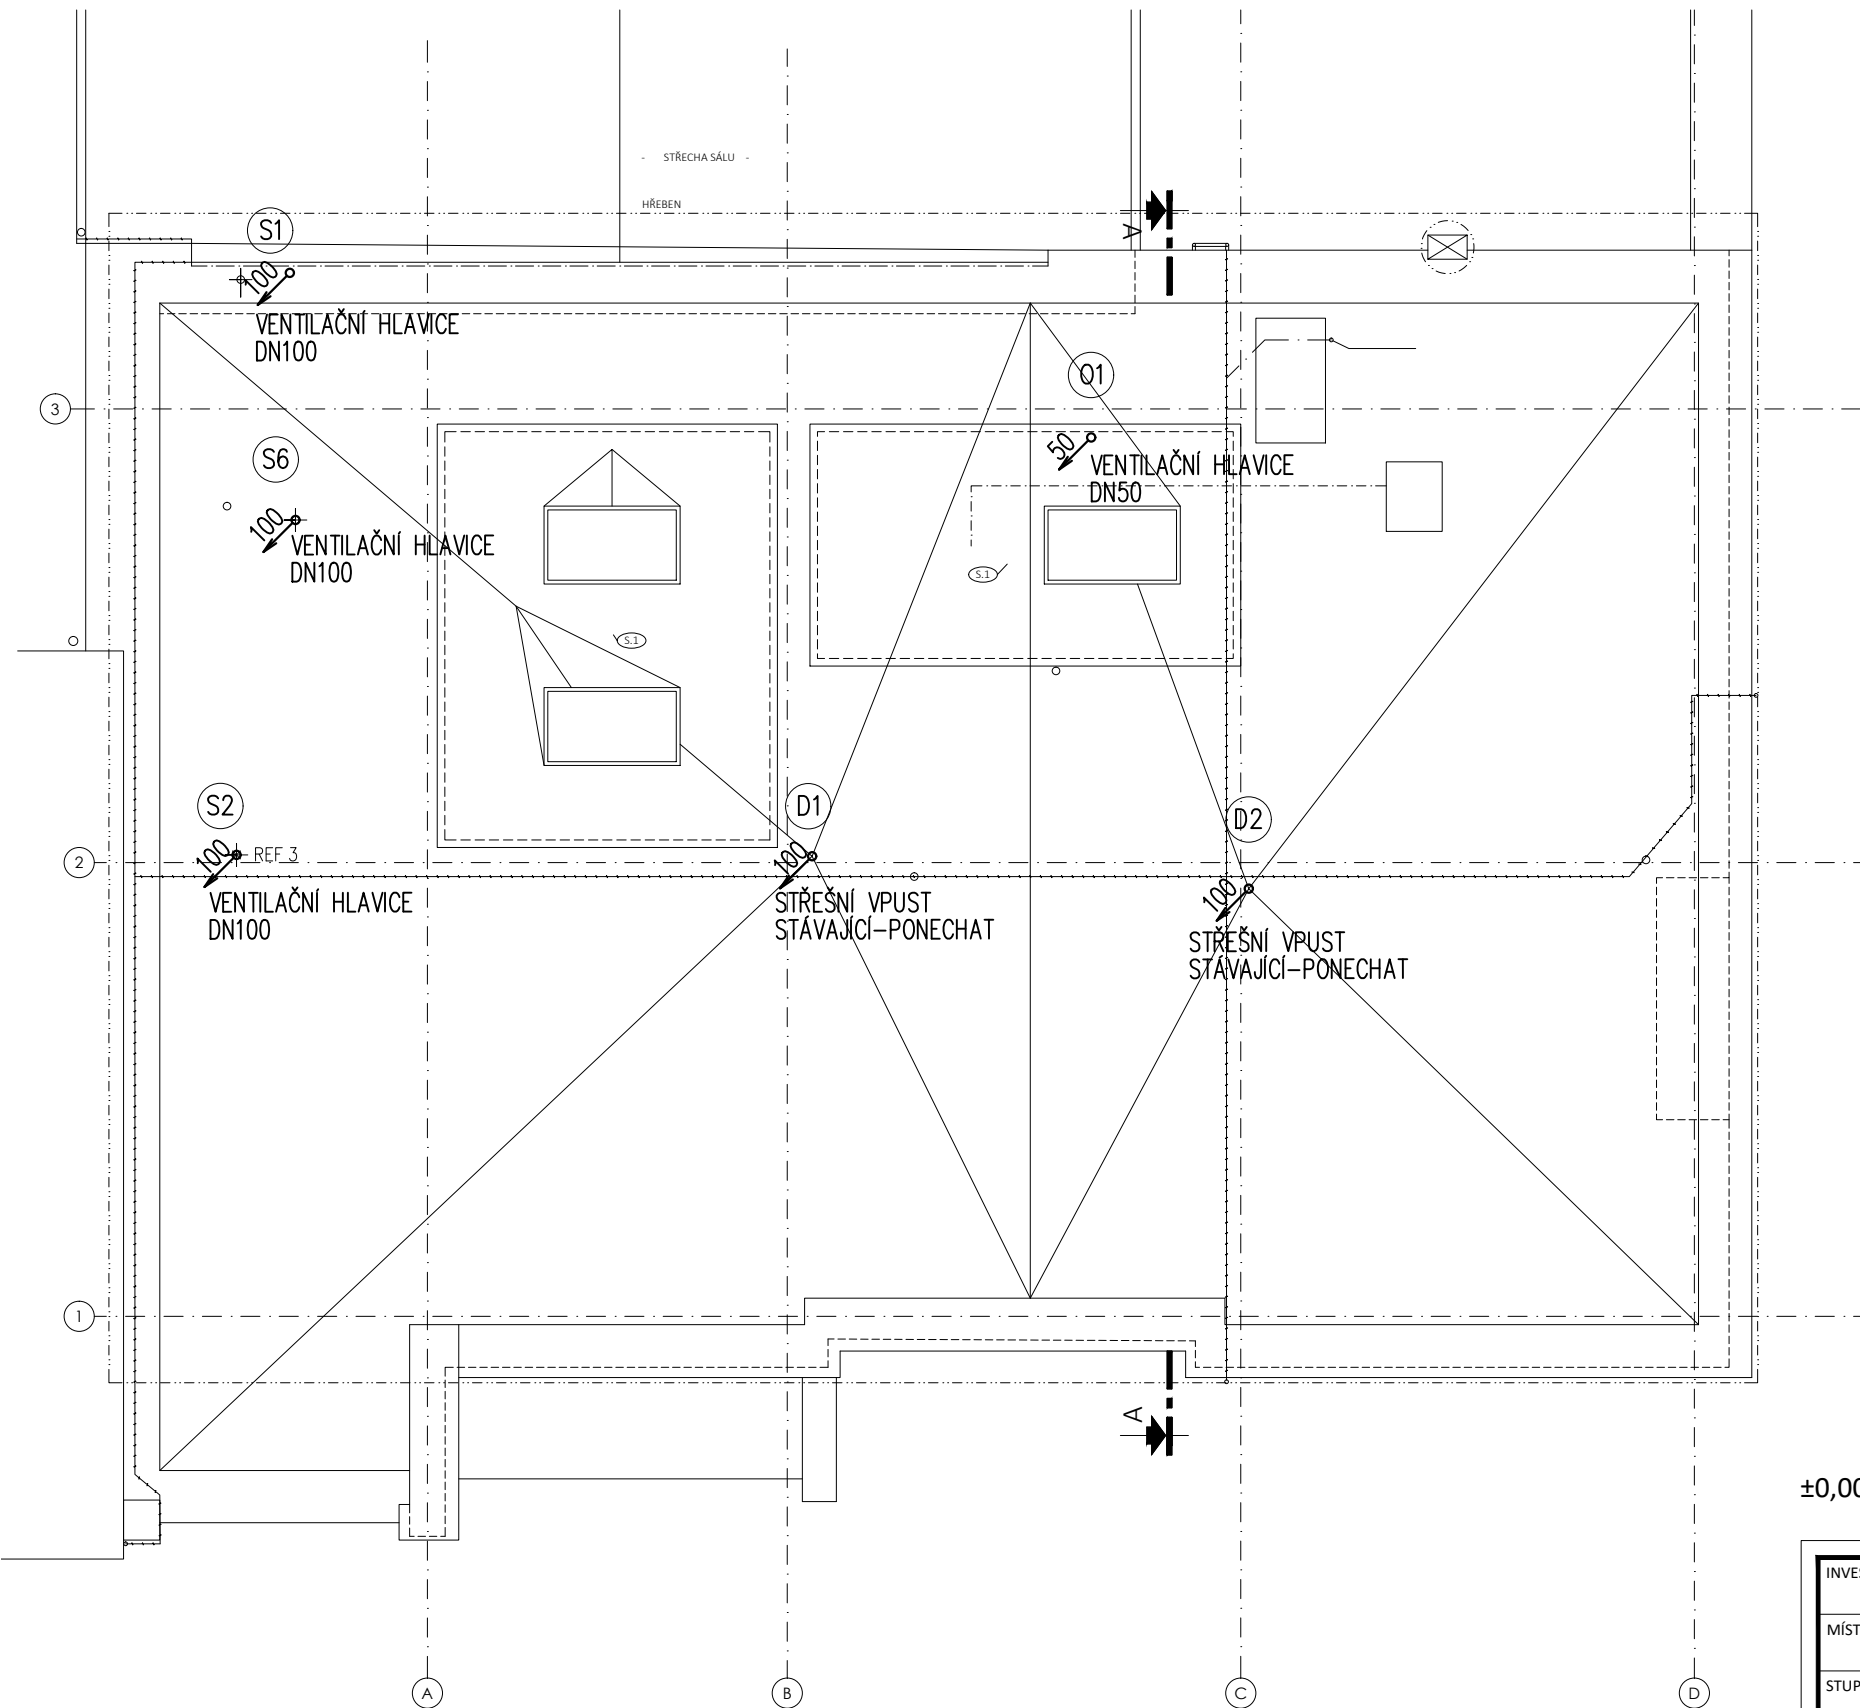 - STŘECHA SÁLU -
HŘEBEN
S1
100
VENTILAČNÍ HLAVICE
DN100
A
O1
3
50
VENTILAČNÍ HLAVICE
DN50
S6
100
VENTILAČNÍ HLAVICE
DN100
S.1
S.1
S2
D1
D2
100
REF 3
2
VENTILAČNÍ HLAVICE
DN100
100
STŘEŠNÍ VPUST
STÁVAJÍCÍ-PONECHAT
100
STŘEŠNÍ VPUST
STÁVAJÍCÍ-PONECHAT
1
A
±0,00
INVES
MÍST
STUP
A
B
C
D